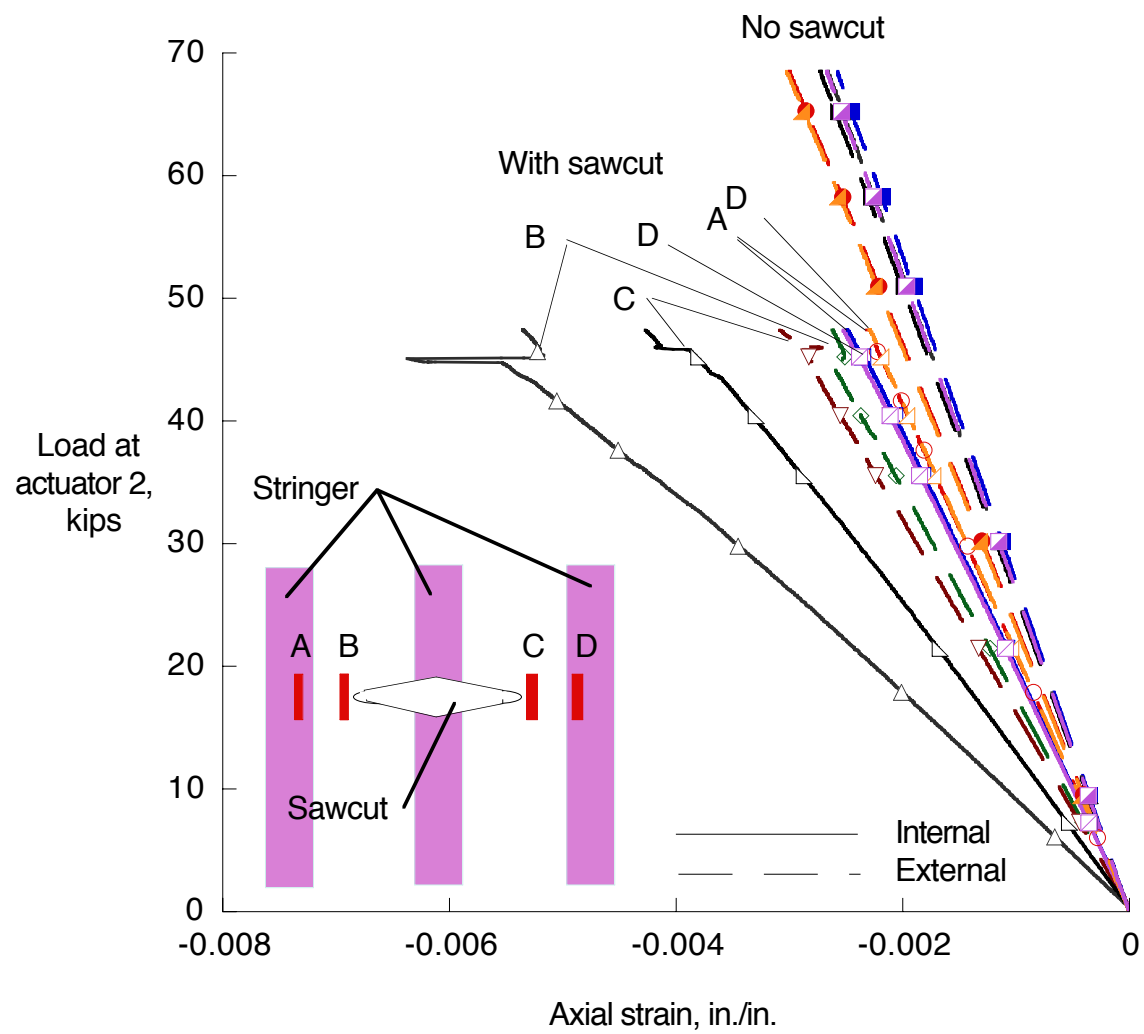 No sawcut
70
With sawcut
60
D
A
B
D
C
50
40
Load at
actuator 2,
kips
Stringer
30
A
B
C
D
20
10
Sawcut
Internal
External
0
-0.008
-0.006
-0.004
-0.002
0
Axial strain, in./in.